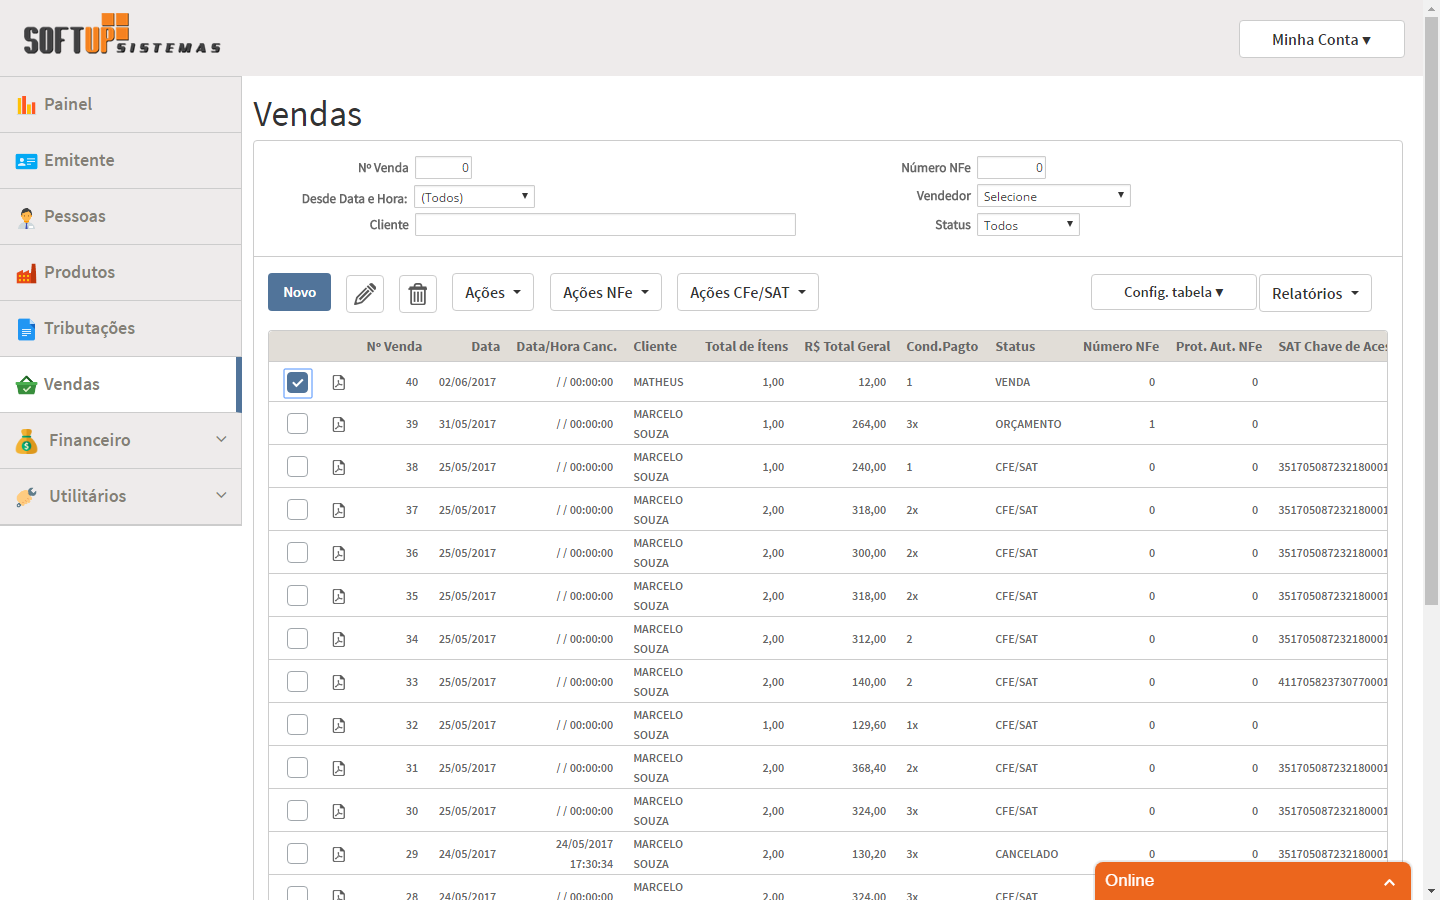 SOFTUP SISTEMAS
Minha Conta ▾
Painel
Emitente
Pessoas
Produtos
Tributações
Vendas
Financeiro
Utilitários
Vendas
Nº Venda 0 Número NFe 0
Desde Data e Hora: (Todos) Vendedor Selecione
Cliente Status Todos
Novo Ações Ações NFe Ações CFe/SAT Config. tabela ▾ Relatórios
Nº Venda Data Data/Hora Canc. Cliente Total de Ítens R$ Total Geral Cond.Pagto Status Número NFe Prot. Aut. NFe SAT Chave de Aces
40 02/06/2017 / / 00:00:00 MATHEUS 1,00 12,00 1 VENDA 0 0
39 31/05/2017 / / 00:00:00 MARCELO SOUZA 1,00 264,00 3x ORÇAMENTO 1 0
38 25/05/2017 / / 00:00:00 MARCELO SOUZA 1,00 240,00 1 CFE/SAT 0 0 351705087232180001
37 25/05/2017 / / 00:00:00 MARCELO SOUZA 2,00 318,00 2x CFE/SAT 0 0 351705087232180001
36 25/05/2017 / / 00:00:00 MARCELO SOUZA 2,00 300,00 2x CFE/SAT 0 0 351705087232180001
35 25/05/2017 / / 00:00:00 MARCELO SOUZA 2,00 318,00 2x CFE/SAT 0 0 351705087232180001
34 25/05/2017 / / 00:00:00 MARCELO SOUZA 2,00 312,00 2 CFE/SAT 0 0 351705087232180001
33 25/05/2017 / / 00:00:00 MARCELO SOUZA 2,00 140,00 2 CFE/SAT 0 0 411705823730770001
32 25/05/2017 / / 00:00:00 MARCELO SOUZA 1,00 129,60 1x CFE/SAT 0 0
31 25/05/2017 / / 00:00:00 MARCELO SOUZA 2,00 368,40 2x CFE/SAT 0 0 351705087232180001
30 25/05/2017 / / 00:00:00 MARCELO SOUZA 2,00 324,00 3x CFE/SAT 0 0 351705087232180001
29 24/05/2017 24/05/2017 17:30:34 MARCELO SOUZA 2,00 130,20 3x CANCELADO 0 0 351705087232180001
28 24/05/2017 / / 00:00:00 MARCELO 2,00 324,00 3x CFE/SAT
Online